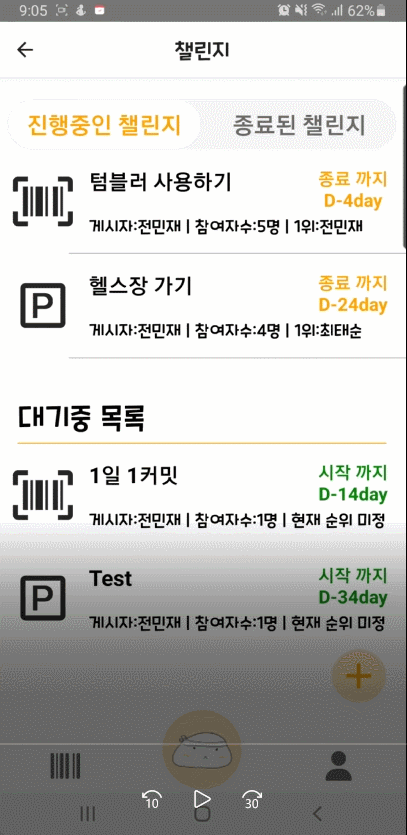 9:05 62%
챌린지
진행중인 챌린지 종료된 챌린지
텀블러 사용하기 종료 까지
D-4day
게시자:전민재 | 참여자수:5명 | 1위:전민재
P
헬스장 가기 종료 까지
D-24day
게시자:전민재 | 참여자수:4명 | 1위:최태순
대기중 목록
1일 1커밋 시작 까지
D-14day
게시자:전민재 | 참여자수:1명 | 현재 순위 미정
P
Test 시작 까지
D-34day
게시자:전민재 | 참여자수:1명 | 현재 순위 미정
10 30